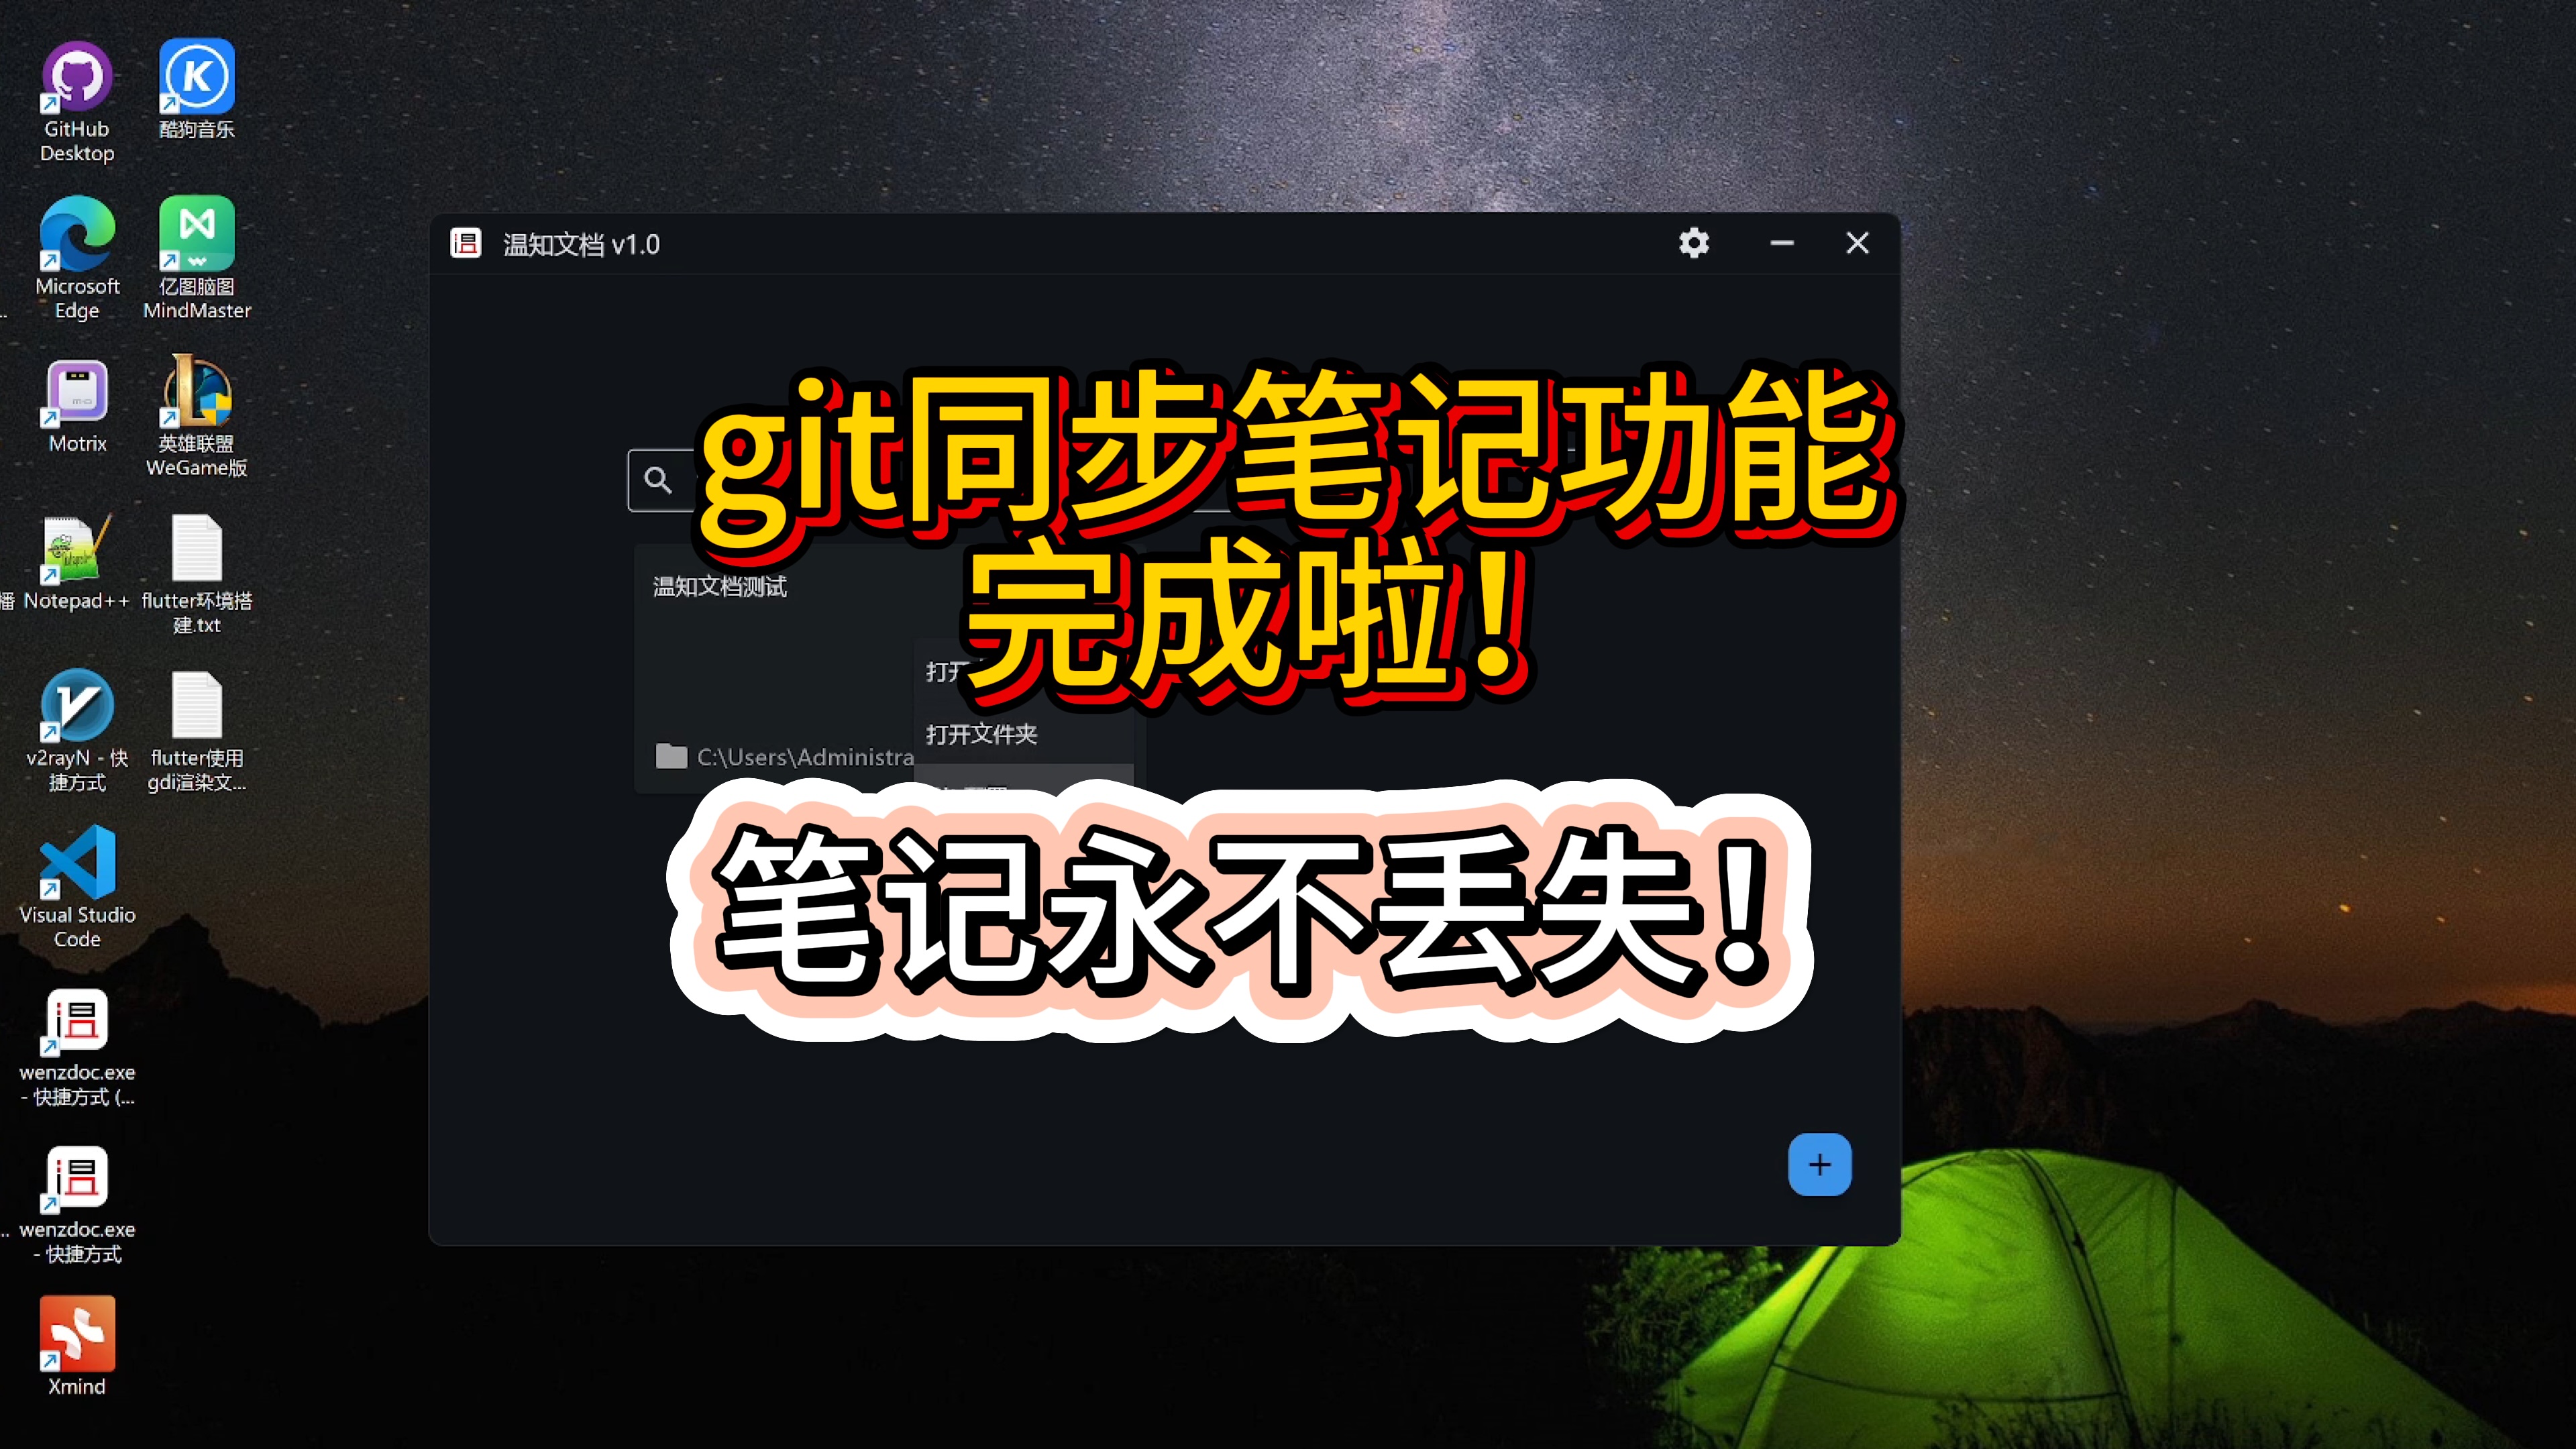 GitHub
Desktop
酷狗音乐
Microsoft
Edge
亿图脑图
MindMaster
Motrix
英雄联盟
WeGame版
播
Notepad++
flutter环境搭
建.txt
v2rayN - 快
捷方式
flutter使用
gdi渲染文...
Visual Studio
Code
wenzdoc.exe
- 快捷方式 (...
wenzdoc.exe
- 快捷方式
Xmind
温知文档 v1.0
git同步笔记功能
完成啦！
温知文档测试
打开
打开文件夹
C:\Users\Administra
笔记永不丢失！